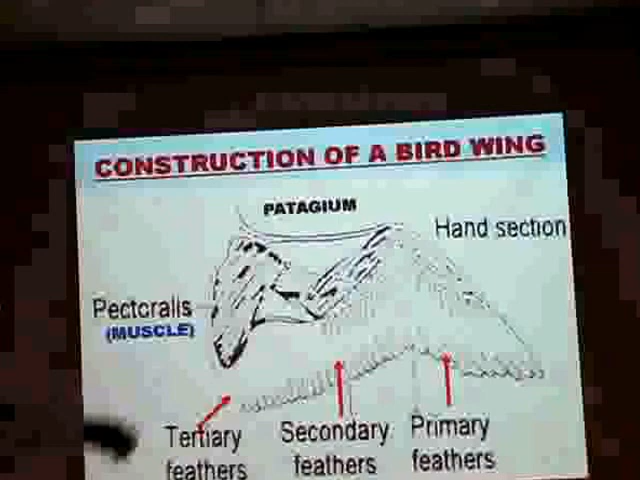 CONSTRUCTION OF A BIRD WING
PATAGIUM
Hand section
Pectoralis
(MUSCLE)
Tertiary
feathers
Secondary
feathers
Primary
feathers